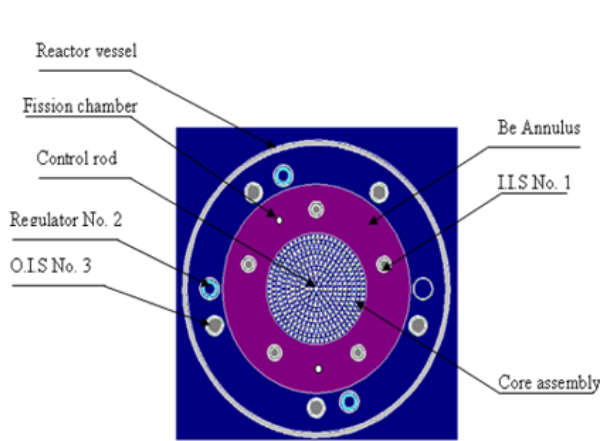 Reactor vessel
Fission chamber
Control rod
Regulator No. 2
O.I.S No. 3
Be Annulus
I.I.S No. 1
Core assembly